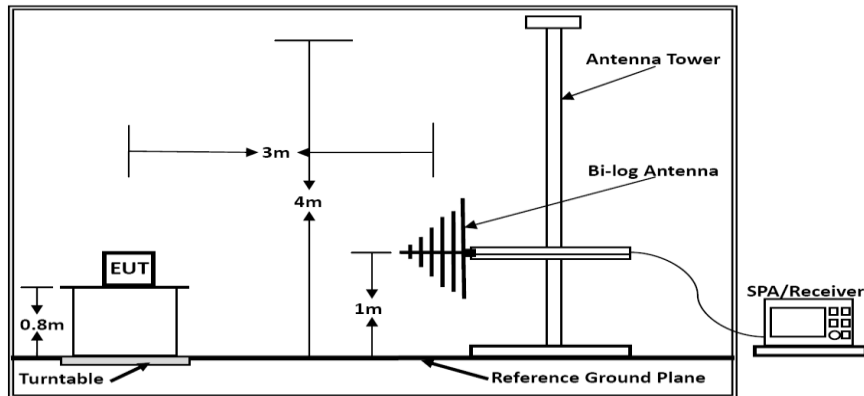 Antenna Tower
3m
Bi-log Antenna
4m
EUT
SPA/Receiver
0.8m
1m
Turntable
Reference Ground Plane